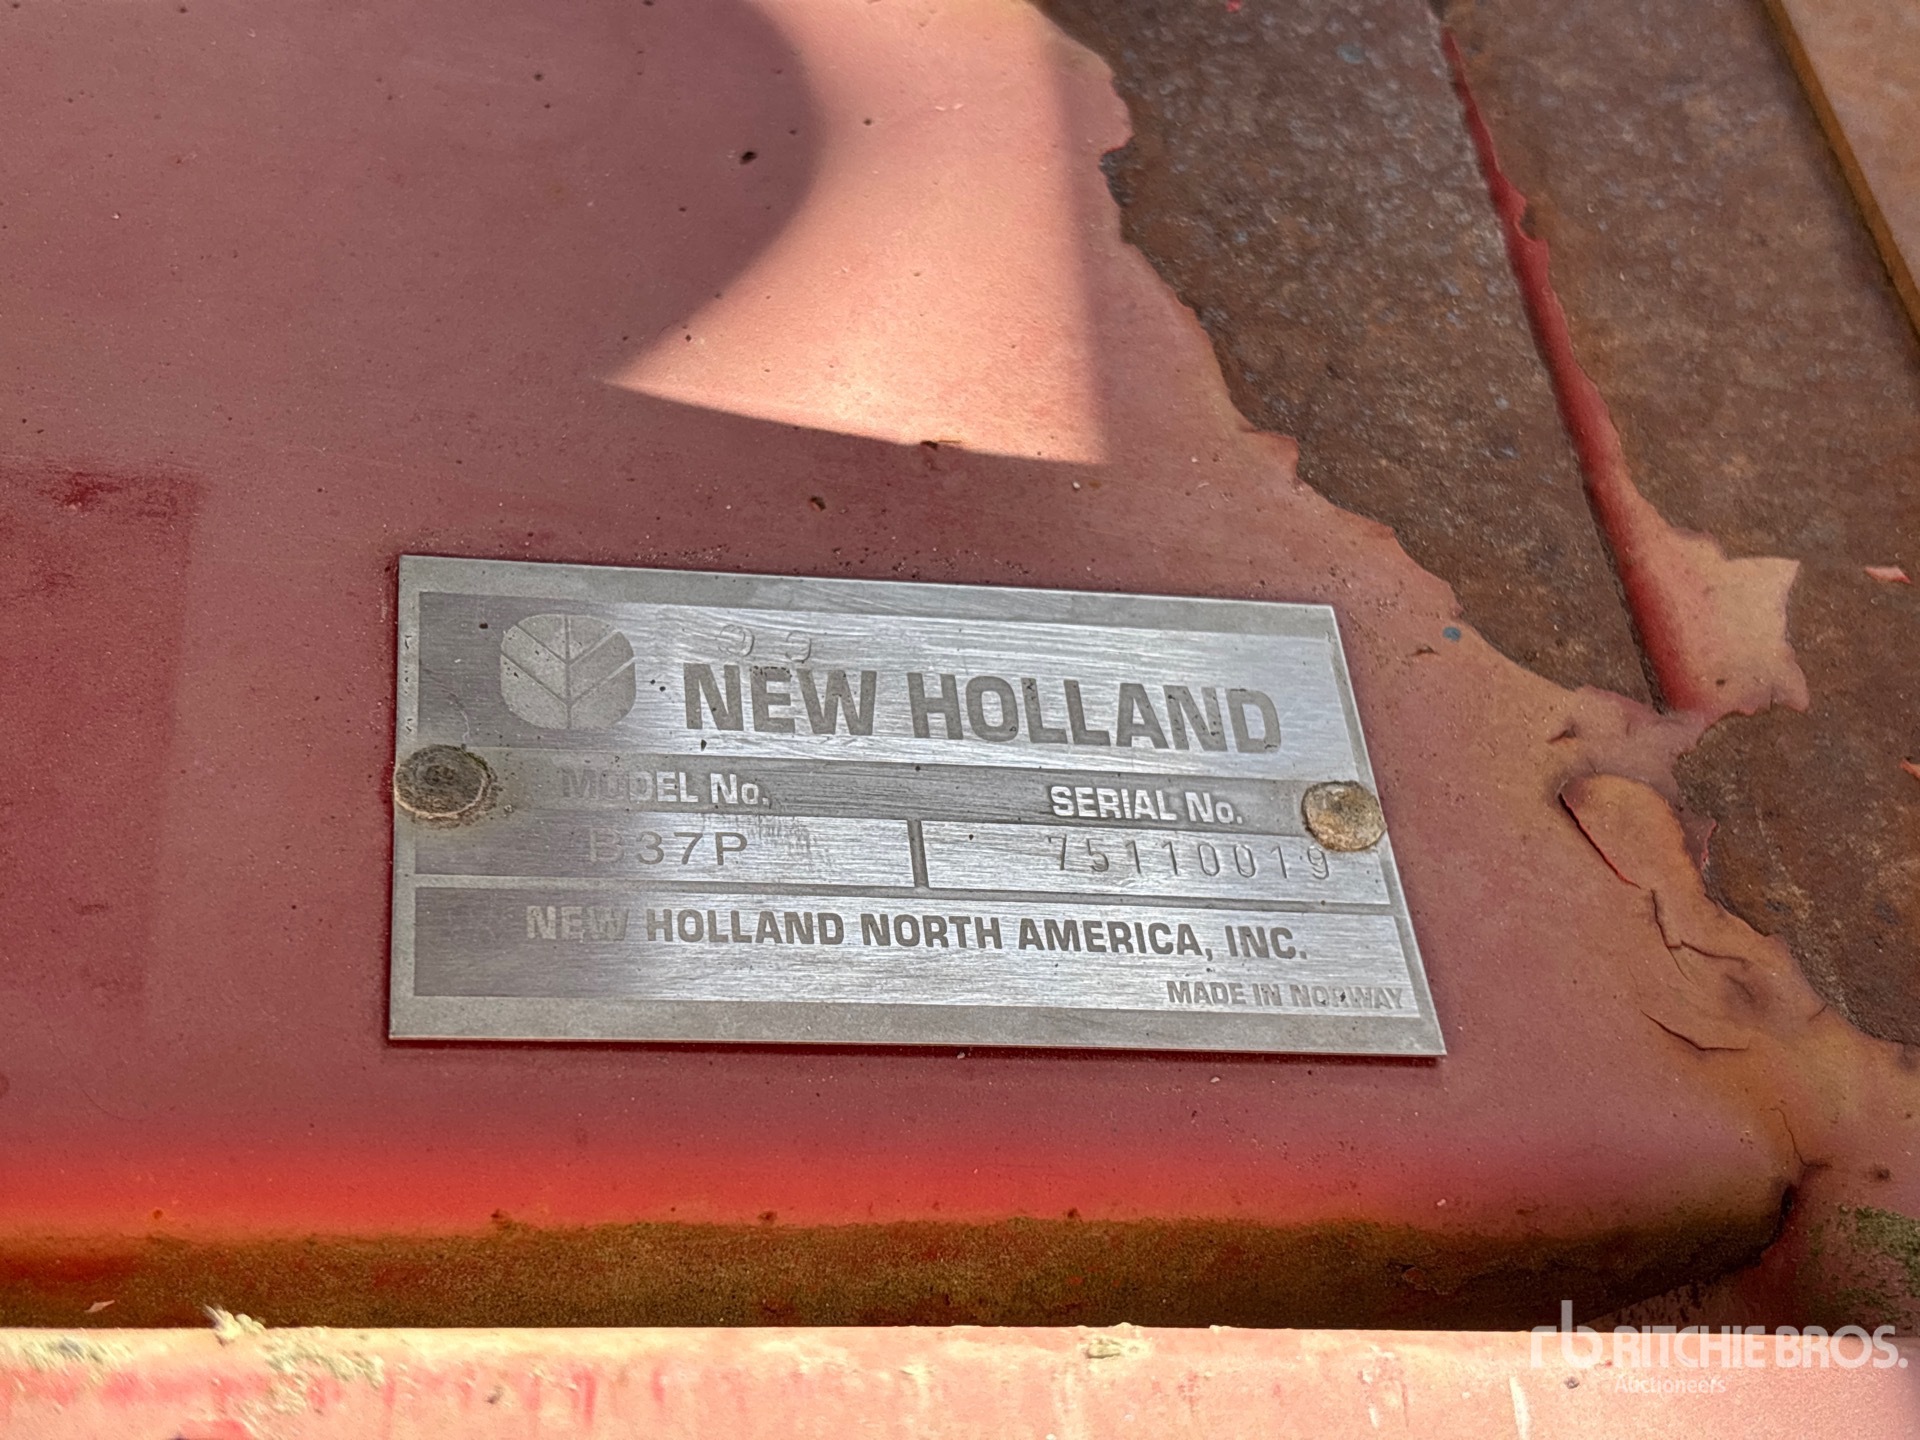 NEW HOLLAND
MODEL No. SERIAL No.
B37P 75110019
NEW HOLLAND NORTH AMERICA, INC.
MADE IN NORWAY
rb RITCHIE BROS.
Auctioneers